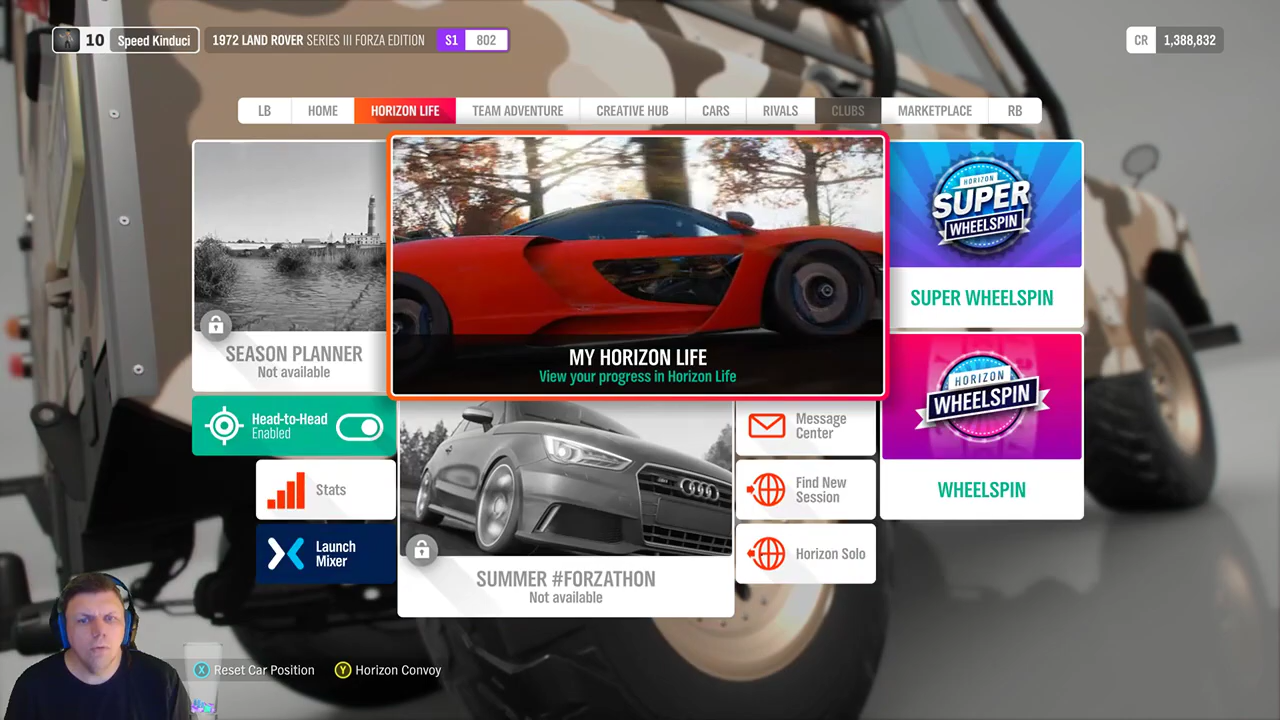 10 Speed Kinduci
1972 LAND ROVER SERIES III FORZA EDITION S1 802
CR 1,388,832
LB HOME HORIZON LIFE TEAM ADVENTURE CREATIVE HUB CARS RIVALS CLUBS MARKETPLACE RB
SEASON PLANNER
Not available
MY HORIZON LIFE
View your progress in Horizon Life
HORIZON
SUPER
WHEELSPIN
SUPER WHEELSPIN
HORIZON
WHEELSPIN
WHEELSPIN
Head-to-Head
Enabled
Stats
Launch
Mixer
SUMMER #FORZATHON
Not available
Message
Center
Find New
Session
Horizon Solo
X Reset Car Position
Y Horizon Convoy